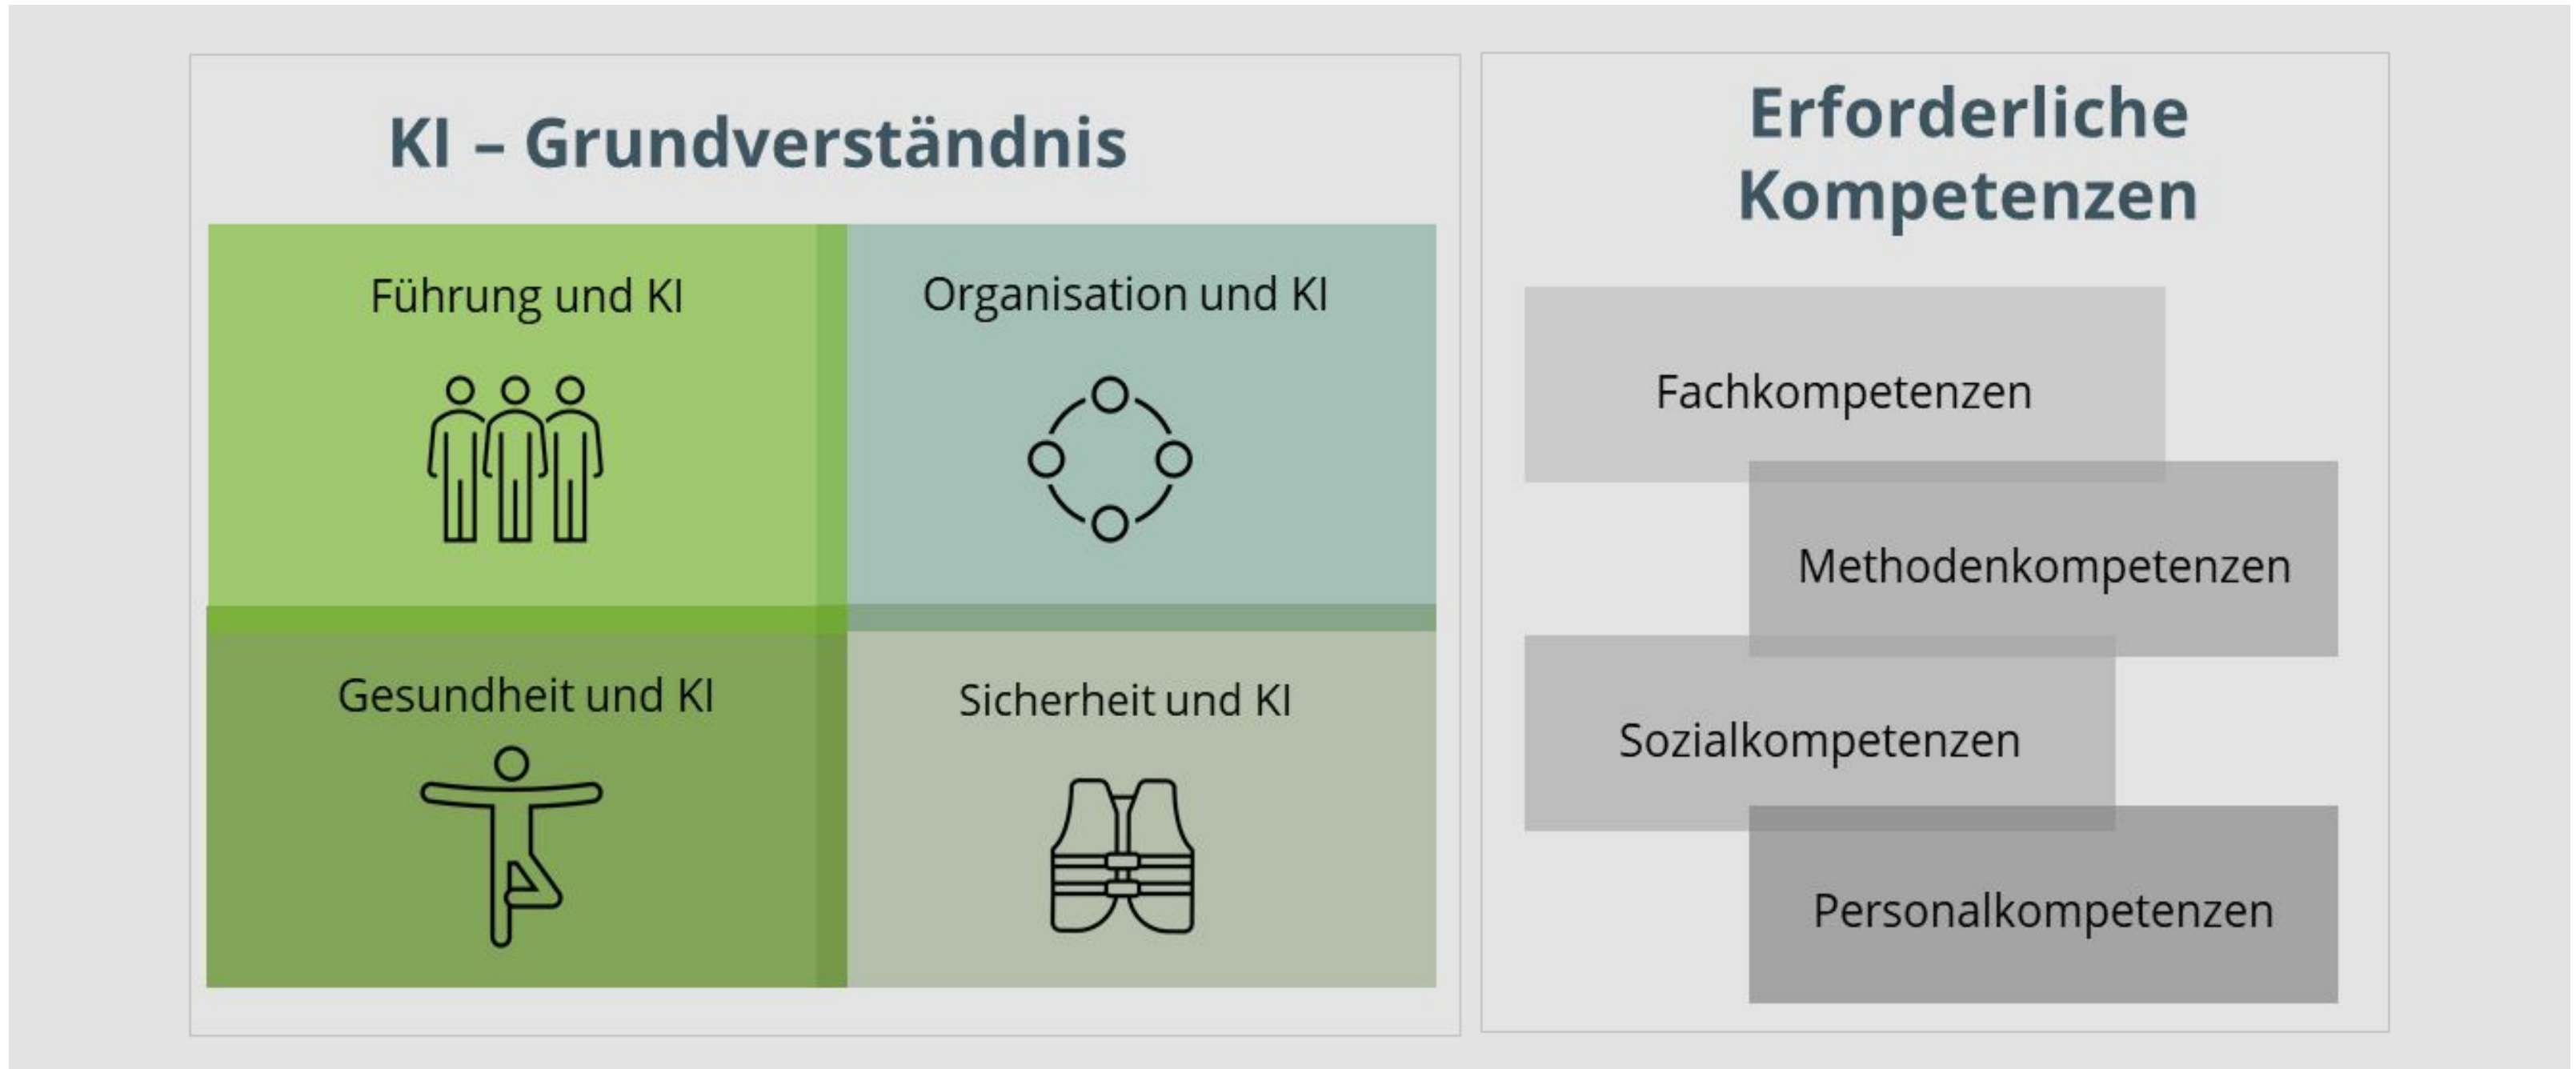 KI – Grundverständnis
Führung und KI
Organisation und KI
Gesundheit und KI
Sicherheit und KI
Erforderliche
Kompetenzen
Fachkompetenzen
Methodenkompetenzen
Sozialkompetenzen
Personalkompetenzen